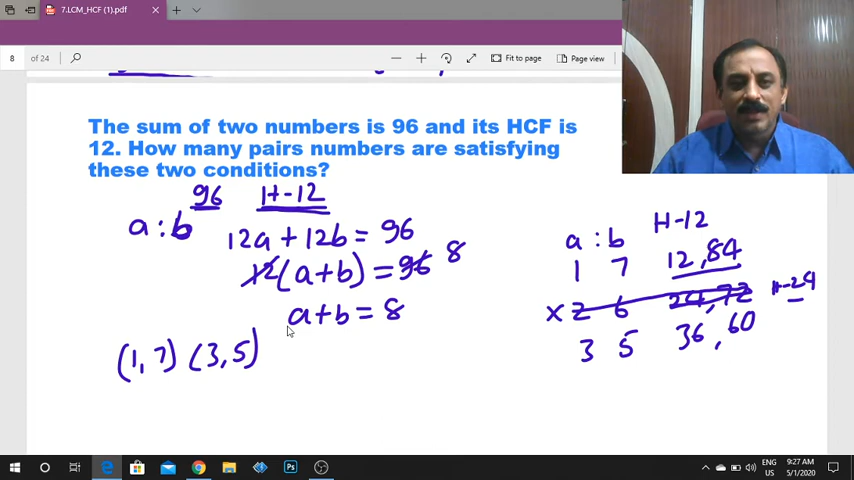 7.LCM_HCF (1).pdf
8 of 24
Fit to page
Page view
The sum of two numbers is 96 and its HCF is
12. How many pairs numbers are satisfying
these two conditions?
96 H-12
a : b
12a + 12b = 96
12(a + b) = 96 8
a + b = 8
(1, 7) (3, 5)
H-12
a : b
1 7 12, 84
x 2 6 24, 72 H-24
3 5 36, 60
ENG
US
9:27 AM
5/1/2020